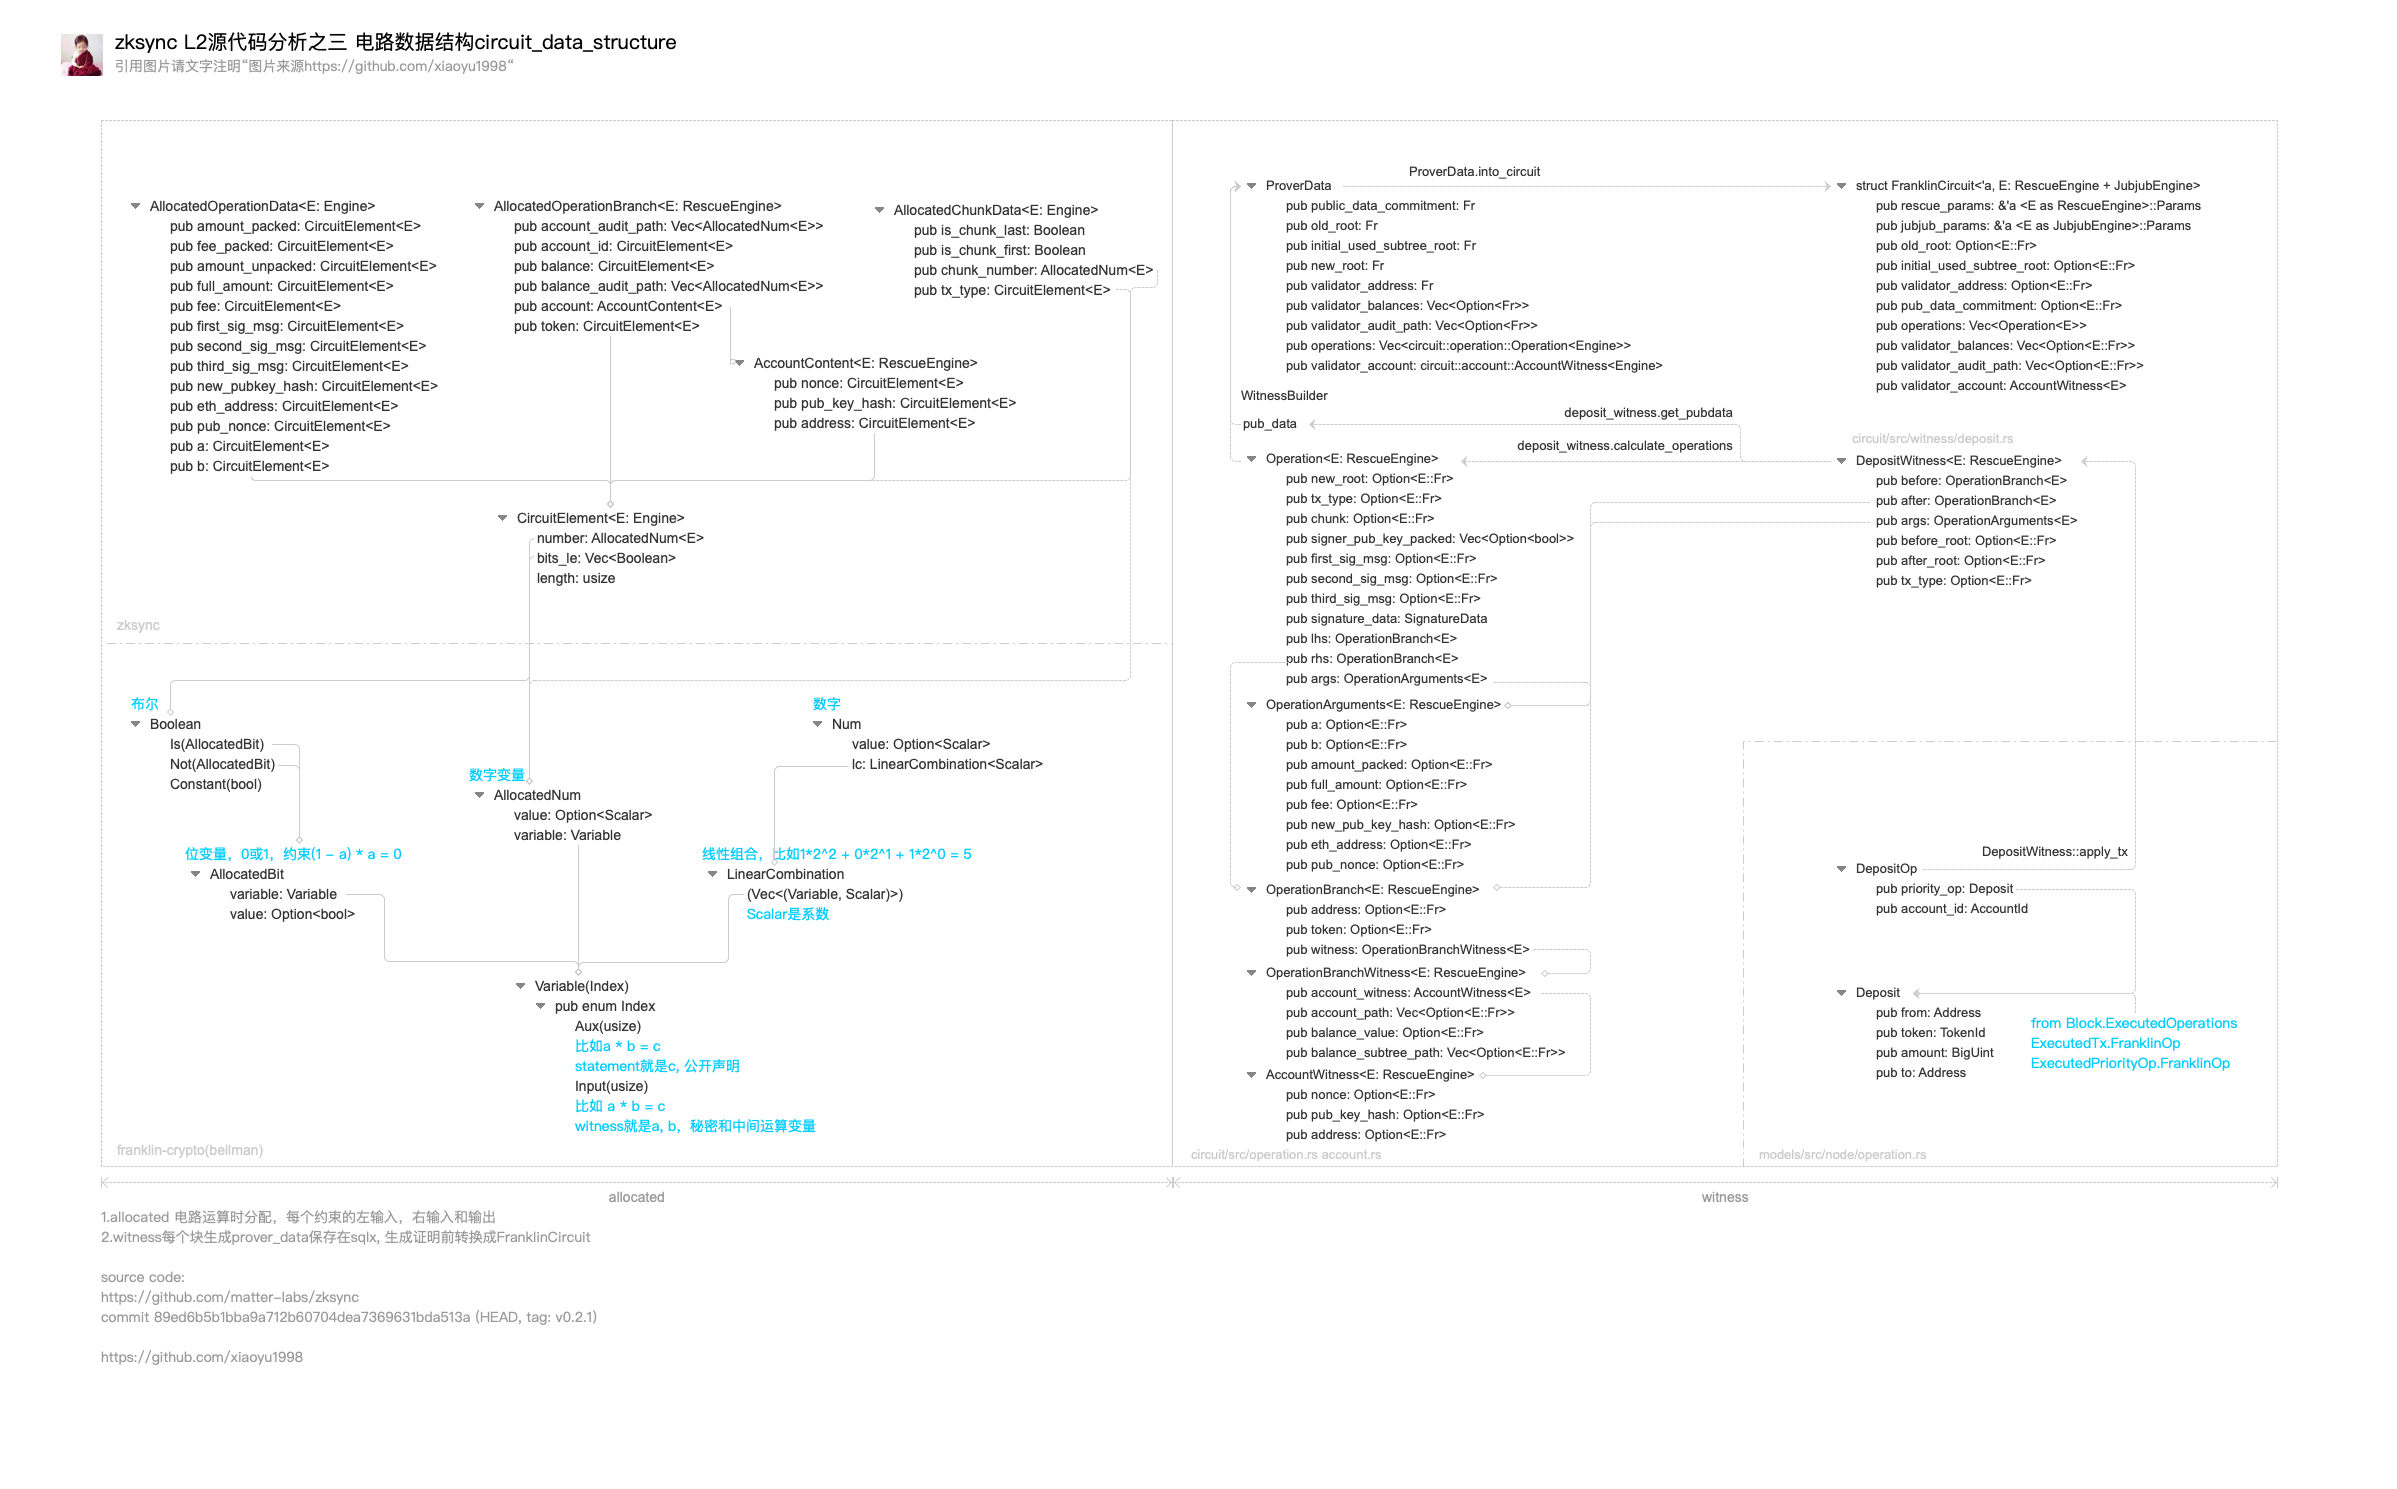 zksync L2源代码分析之三 电路数据结构circuit_data_structure
引用图片请文字注明“图片来源https://github.com/xiaoyu1998“
AllocatedOperationData<E: Engine>
pub amount_packed: CircuitElement<E>
pub fee_packed: CircuitElement<E>
pub amount_unpacked: CircuitElement<E>
pub full_amount: CircuitElement<E>
pub fee: CircuitElement<E>
pub first_sig_msg: CircuitElement<E>
pub second_sig_msg: CircuitElement<E>
pub third_sig_msg: CircuitElement<E>
pub new_pubkey_hash: CircuitElement<E>
pub eth_address: CircuitElement<E>
pub pub_nonce: CircuitElement<E>
pub a: CircuitElement<E>
pub b: CircuitElement<E>
AllocatedOperationBranch<E: RescueEngine>
pub account_audit_path: Vec<AllocatedNum<E>>
pub account_id: CircuitElement<E>
pub balance: CircuitElement<E>
pub balance_audit_path: Vec<AllocatedNum<E>>
pub account: AccountContent<E>
pub token: CircuitElement<E>
AllocatedChunkData<E: Engine>
pub is_chunk_last: Boolean
pub is_chunk_first: Boolean
pub chunk_number: AllocatedNum<E>
pub tx_type: CircuitElement<E>
AccountContent<E: RescueEngine>
pub nonce: CircuitElement<E>
pub pub_key_hash: CircuitElement<E>
pub address: CircuitElement<E>
CircuitElement<E: Engine>
number: AllocatedNum<E>
bits_le: Vec<Boolean>
length: usize
zksync
布尔
Boolean
Is(AllocatedBit)
Not(AllocatedBit)
Constant(bool)
数字
Num
value: Option<Scalar>
lc: LinearCombination<Scalar>
数字变量
AllocatedNum
value: Option<Scalar>
variable: Variable
位变量，0或1，约束(1 - a) * a = 0
AllocatedBit
variable: Variable
value: Option<bool>
线性组合，比如1*2^2 + 0*2^1 + 1*2^0 = 5
LinearCombination
(Vec<(Variable, Scalar)>)
Scalar是系数
Variable(Index)
pub enum Index
Aux(usize)
比如a * b = c
statement就是c, 公开声明
Input(usize)
比如 a * b = c
witness就是a, b，秘密和中间运算变量
franklin-crypto(bellman)
ProverData.into_circuit
ProverData
pub public_data_commitment: Fr
pub old_root: Fr
pub initial_used_subtree_root: Fr
pub new_root: Fr
pub validator_address: Fr
pub validator_balances: Vec<Option<Fr>>
pub validator_audit_path: Vec<Option<Fr>>
pub operations: Vec<circuit::operation::Operation<Engine>>
pub validator_account: circuit::account::AccountWitness<Engine>
struct FranklinCircuit<'a, E: RescueEngine + JubjubEngine>
pub rescue_params: &'a <E as RescueEngine>::Params
pub jubjub_params: &'a <E as JubjubEngine>::Params
pub old_root: Option<E::Fr>
pub initial_used_subtree_root: Option<E::Fr>
pub validator_address: Option<E::Fr>
pub pub_data_commitment: Option<E::Fr>
pub operations: Vec<Operation<E>>
pub validator_balances: Vec<Option<E::Fr>>
pub validator_audit_path: Vec<Option<E::Fr>>
pub validator_account: AccountWitness<E>
WitnessBuilder
pub_data
deposit_witness.get_pubdata
deposit_witness.calculate_operations
Operation<E: RescueEngine>
pub new_root: Option<E::Fr>
pub tx_type: Option<E::Fr>
pub chunk: Option<E::Fr>
pub signer_pub_key_packed: Vec<Option<bool>>
pub first_sig_msg: Option<E::Fr>
pub second_sig_msg: Option<E::Fr>
pub third_sig_msg: Option<E::Fr>
pub signature_data: SignatureData
pub lhs: OperationBranch<E>
pub rhs: OperationBranch<E>
pub args: OperationArguments<E>
circuit/src/witness/deposit.rs
DepositWitness<E: RescueEngine>
pub before: OperationBranch<E>
pub after: OperationBranch<E>
pub args: OperationArguments<E>
pub before_root: Option<E::Fr>
pub after_root: Option<E::Fr>
pub tx_type: Option<E::Fr>
OperationArguments<E: RescueEngine>
pub a: Option<E::Fr>
pub b: Option<E::Fr>
pub amount_packed: Option<E::Fr>
pub full_amount: Option<E::Fr>
pub fee: Option<E::Fr>
pub new_pub_key_hash: Option<E::Fr>
pub eth_address: Option<E::Fr>
pub pub_nonce: Option<E::Fr>
OperationBranch<E: RescueEngine>
pub address: Option<E::Fr>
pub token: Option<E::Fr>
pub witness: OperationBranchWitness<E>
OperationBranchWitness<E: RescueEngine>
pub account_witness: AccountWitness<E>
pub account_path: Vec<Option<E::Fr>>
pub balance_value: Option<E::Fr>
pub balance_subtree_path: Vec<Option<E::Fr>>
AccountWitness<E: RescueEngine>
pub nonce: Option<E::Fr>
pub pub_key_hash: Option<E::Fr>
pub address: Option<E::Fr>
circuit/src/operation.rs account.rs
DepositWitness::apply_tx
DepositOp
pub priority_op: Deposit
pub account_id: AccountId
Deposit
pub from: Address
pub token: TokenId
pub amount: BigUint
pub to: Address
from Block.ExecutedOperations
ExecutedTx.FranklinOp
ExecutedPriorityOp.FranklinOp
models/src/node/operation.rs
allocated
witness
1.allocated 电路运算时分配，每个约束的左输入，右输入和输出
2.witness每个块生成prover_data保存在sqlx, 生成证明前转换成FranklinCircuit
source code:
https://github.com/matter-labs/zksync
commit 89ed6b5b1bba9a712b60704dea7369631bda513a (HEAD, tag: v0.2.1)
https://github.com/xiaoyu1998